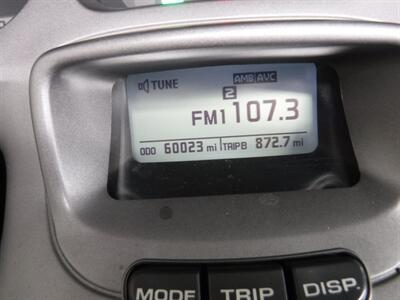 TUNE AMB AVC
2
FM1 107.3
ODO 60023 mi TRIP B 872.7 mi
MODE TRIP DISP.